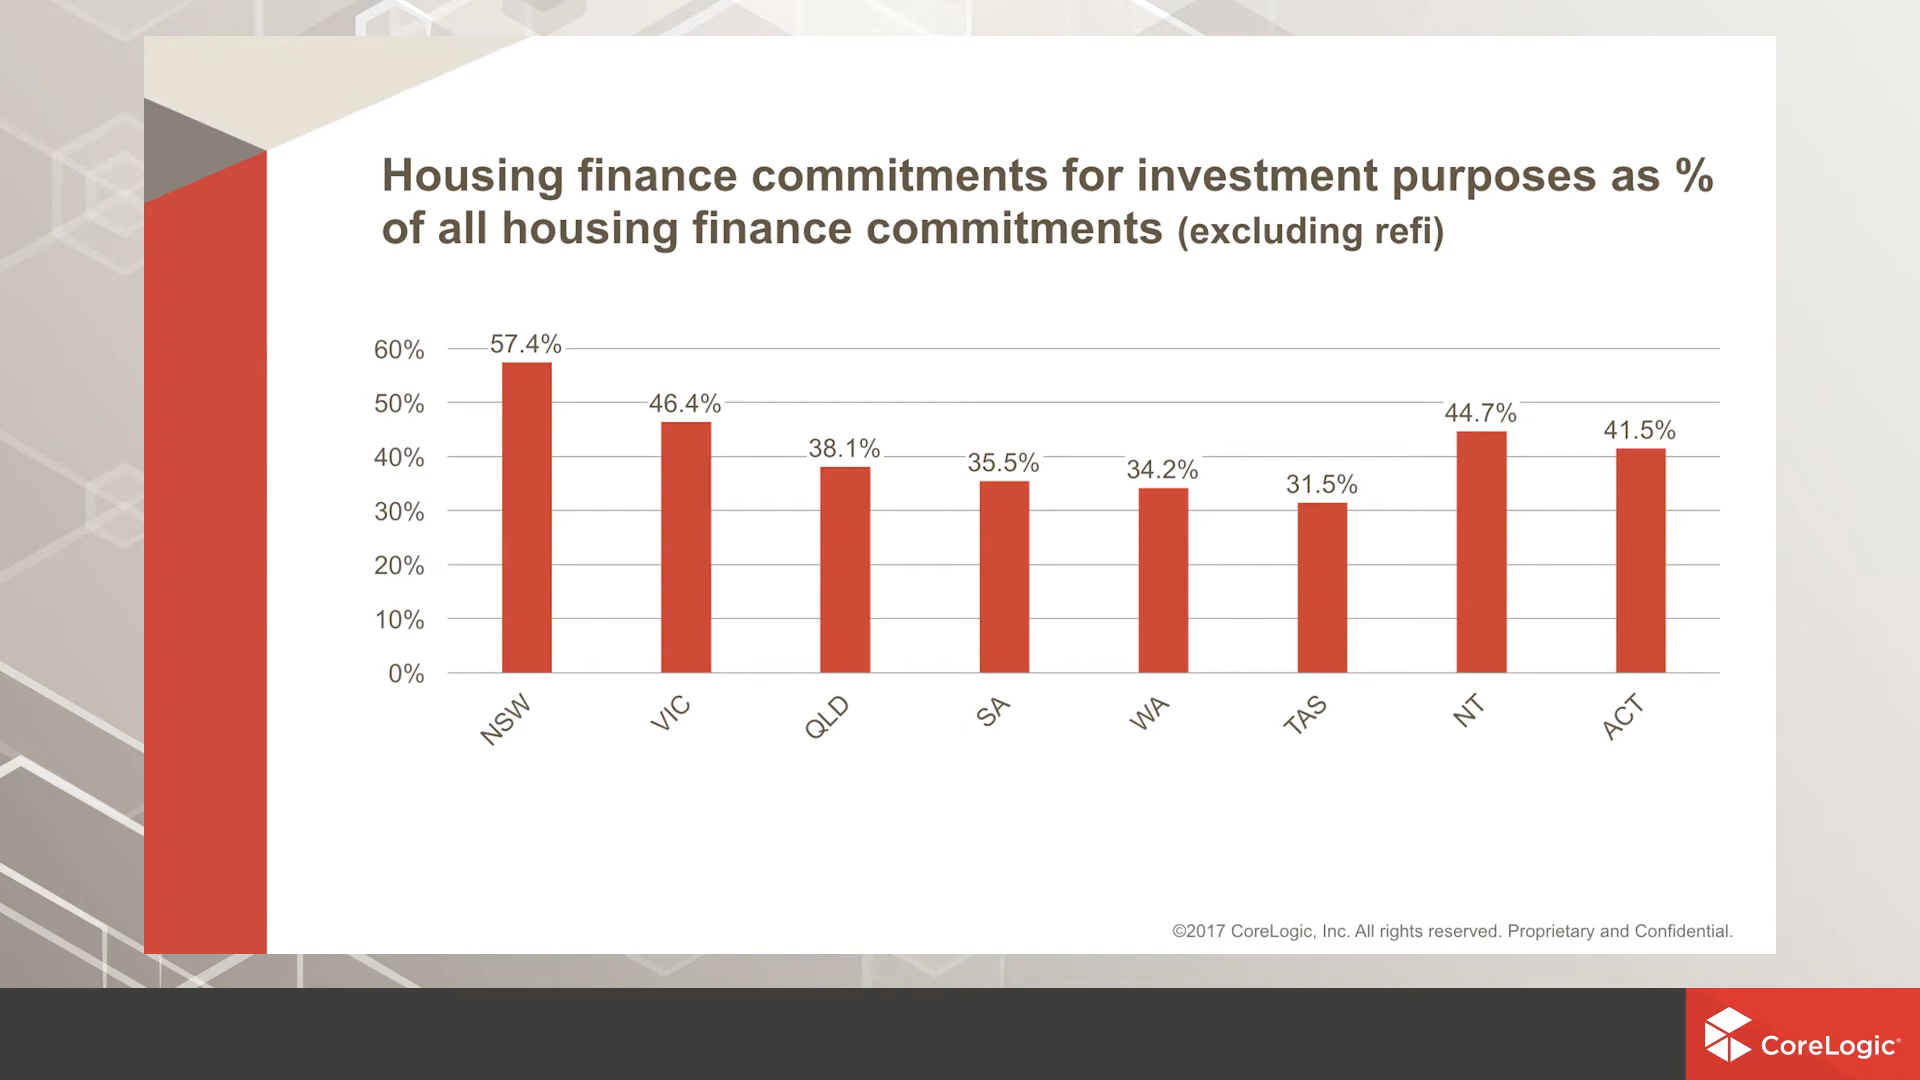 Housing finance commitments for investment purposes as %
of all housing finance commitments (excluding refi)
60%
50%
40%
30%
20%
10%
0%
57.4%
46.4%
38.1%
35.5%
34.2%
31.5%
44.7%
41.5%
NSW
VIC
QLD
SA
WA
TAS
NT
ACT
©2017 CoreLogic, Inc. All rights reserved. Proprietary and Confidential.
CoreLogic